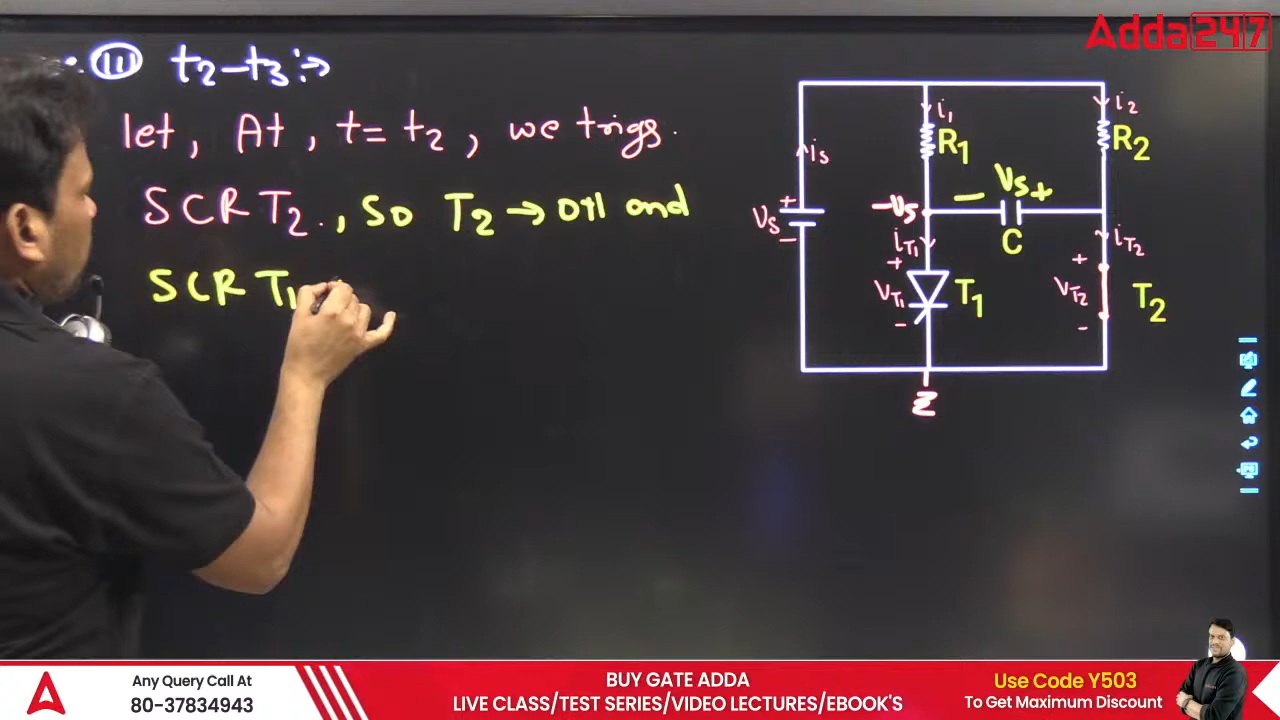 Adda247
(III) t2-t3:→
let, At, t= t2, we trigg.
SCR T2., so T2 → on and
SCR T1
i1
i2
R1
R2
is
Vs
+
-
-Vs
- Vs +
C
iT1
iT2
+
VT1
-
T1
+
VT2
-
T2
Any Query Call At
80-37834943
BUY GATE ADDA
LIVE CLASS/TEST SERIES/VIDEO LECTURES/EBOOK'S
Use Code Y503
To Get Maximum Discount